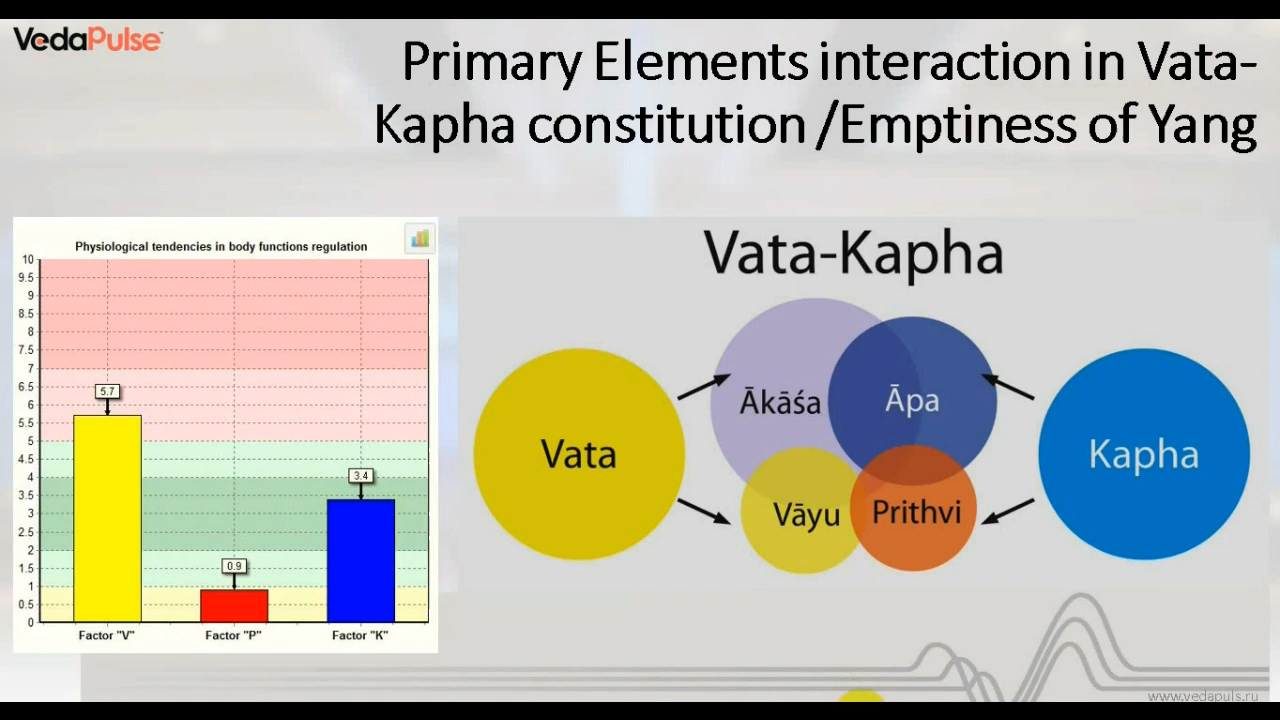 VedaPulse
Primary Elements interaction in Vata-
Kapha constitution /Emptiness of Yang
Physiological tendencies in body functions regulation
10
9.5
9
8.5
8
7.5
7
6.5
6
5.5
5
4.5
4
3.5
3
2.5
2
1.5
1
0.5
0
5.7
0.9
3.4
Factor "V"
Factor "P"
Factor "K"
Vata-Kapha
Vata
Ākāśa
Āpa
Vāyu
Prithvi
Kapha
www.vedapuls.ru